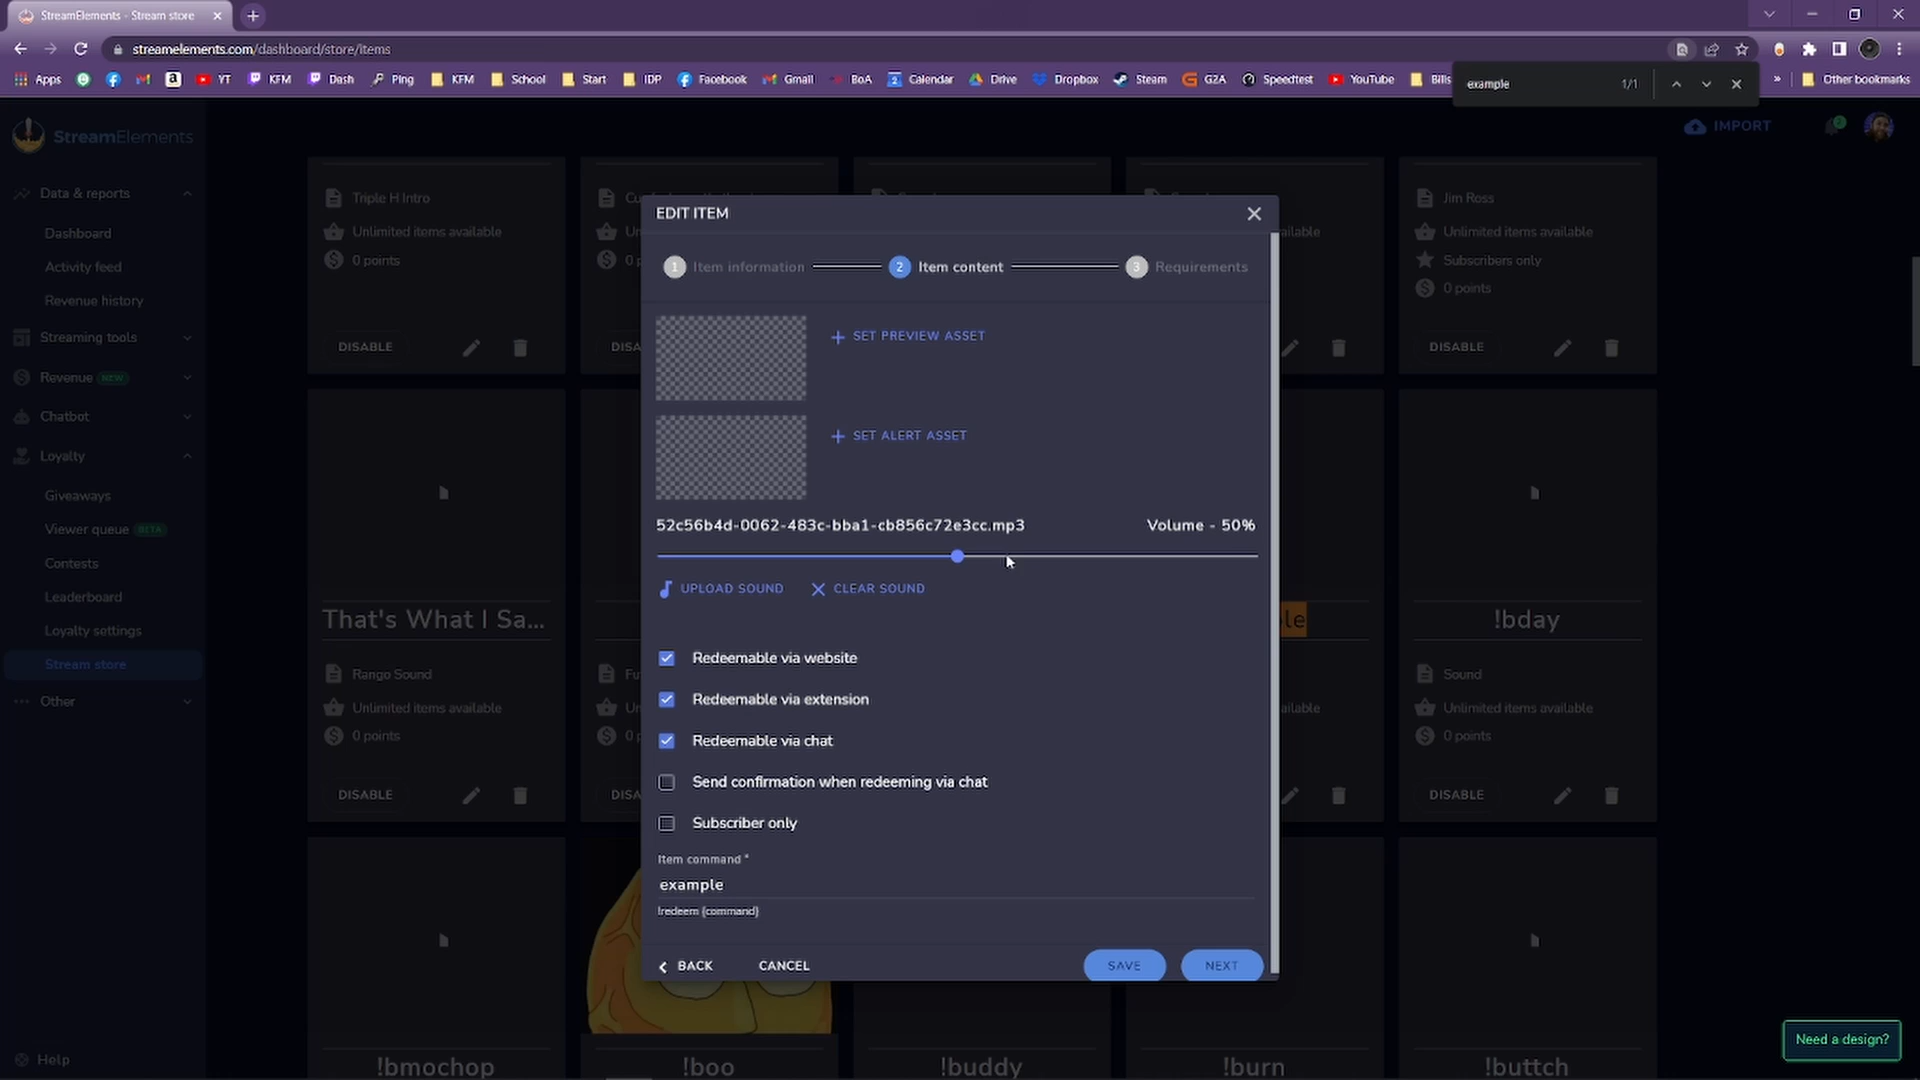 StreamElements - Stream store
streamelements.com/dashboard/store/items
Apps
YT
KFM
Dash
Ping
KFM
School
Start
IDP
Facebook
Gmail
BoA
Calendar
Drive
Dropbox
Steam
G2A
Speedtest
YouTube
Bills
Other bookmarks
example 1/1
StreamElements
IMPORT
2
Data & reports
Dashboard
Activity feed
Revenue history
Streaming tools
Revenue NEW
Chatbot
Loyalty
Giveaways
Viewer queue BETA
Contests
Leaderboard
Loyalty settings
Stream store
Other
Help
Triple H Intro
Unlimited items available
0 points
DISABLE
Jim Ross
Unlimited items available
Subscribers only
0 points
DISABLE
EDIT ITEM
1 Item information
2 Item content
3 Requirements
SET PREVIEW ASSET
SET ALERT ASSET
52c56b4d-0062-483c-bba1-cb856c72e3cc.mp3
Volume - 50%
UPLOAD SOUND
CLEAR SOUND
Redeemable via website
Redeemable via extension
Redeemable via chat
Send confirmation when redeeming via chat
Subscriber only
Item command *
example
!redeem {command}
BACK
CANCEL
SAVE
NEXT
That's What I Sa...
Rango Sound
Unlimited items available
0 points
DISABLE
!bday
Sound
Unlimited items available
0 points
DISABLE
!bmochop
!boo
!buddy
!burn
!buttch
Need a design?